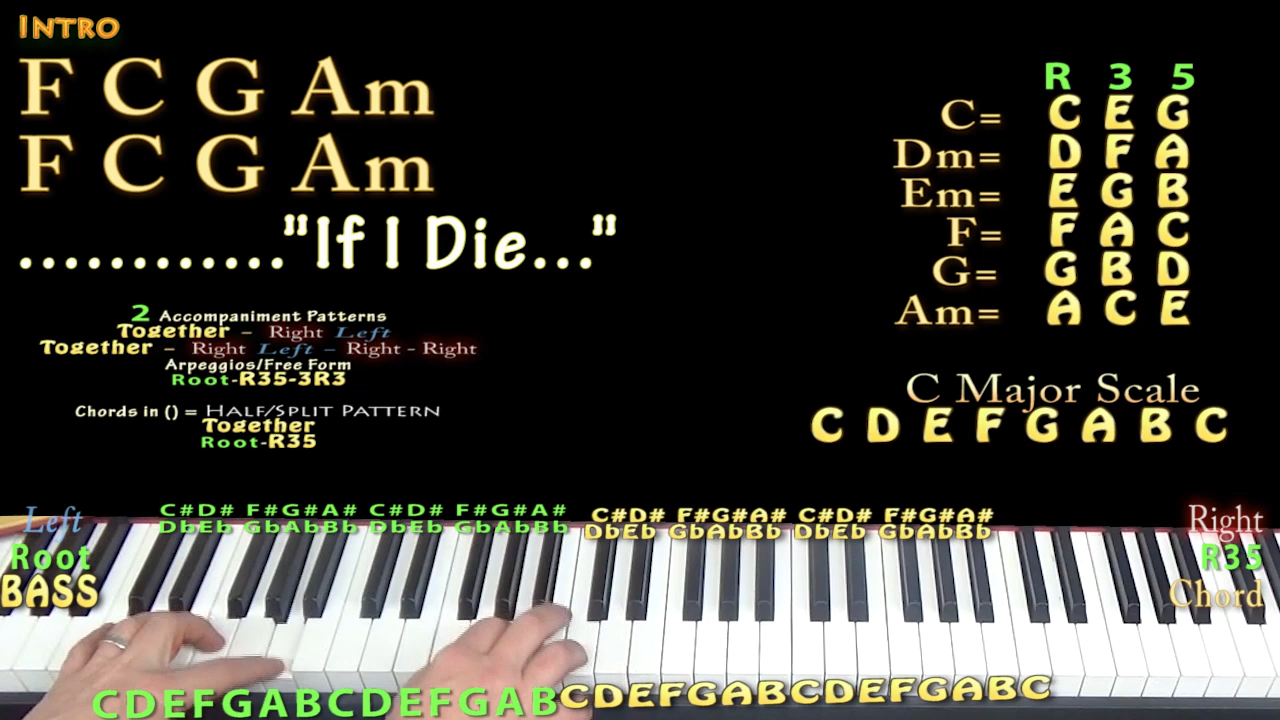 INTRO
F C G Am
F C G Am
............"If I Die..."
2 Accompaniment Patterns
Together - Right Left
Together - Right Left - Right - Right
Arpeggios/Free Form
Root-R35-3R3
Chords in () = HALF/SPLIT PATTERN
Together
Root-R35
R 3 5
C= C E G
Dm= D F A
Em= E G B
F= F A C
G= G B D
Am= A C E
C Major Scale
C D E F G A B C
Left
Root
BASS
C#D# F#G#A# C#D# F#G#A# C#D# F#G#A# C#D# F#G#A#
DbEb GbAbBb DbEb GbAbBb DbEb GbAbBb DbEb GbAbBb
Right
R35
Chord
CDEFGABCDEFGABCDEFGABCDEFGABC